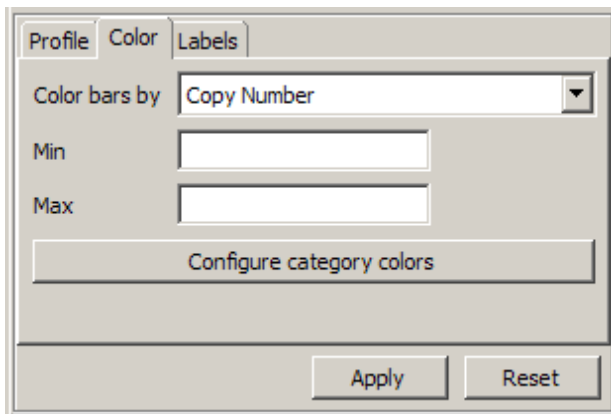 Profile Color Labels
Color bars by Copy Number
Min
Max
Configure category colors
Apply Reset